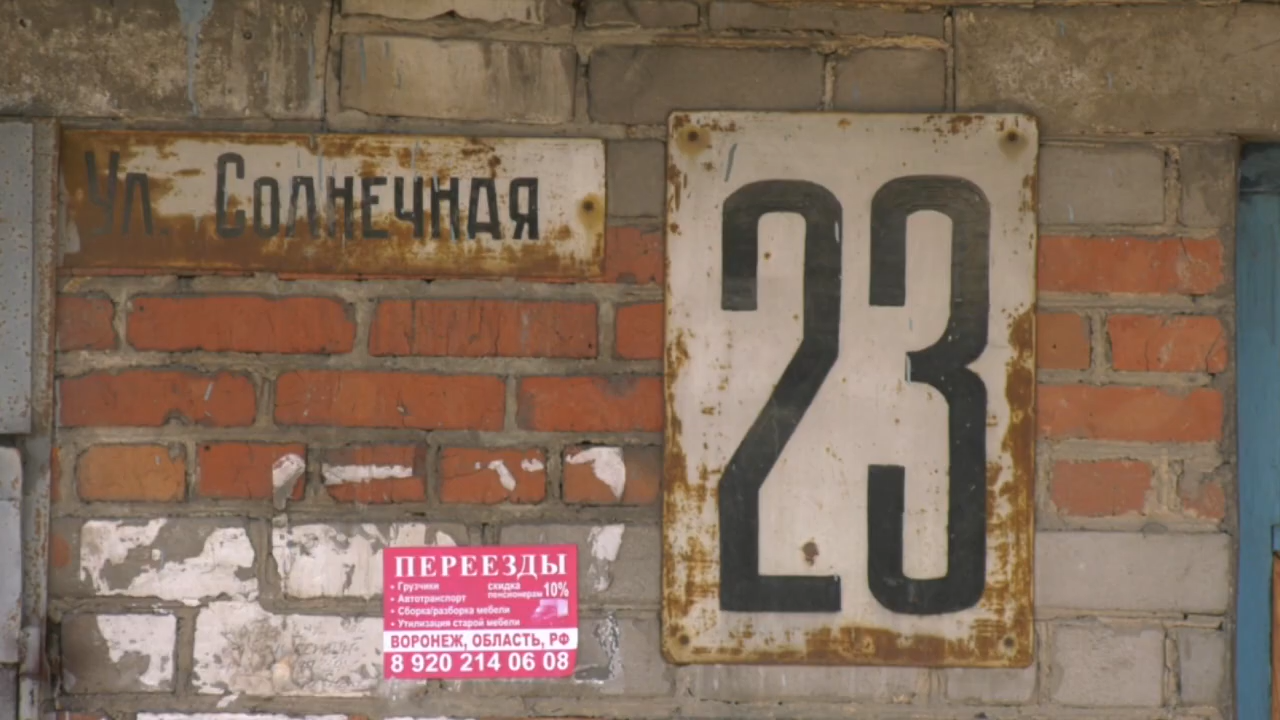 Ул. Солнечная
23
ПЕРЕЕЗДЫ
• Грузчики
• Автотранспорт
скидка пенсионерам 10%
• Сборка/разборка мебели
• Утилизация старой мебели
ВОРОНЕЖ, ОБЛАСТЬ, РФ
8 920 214 06 08